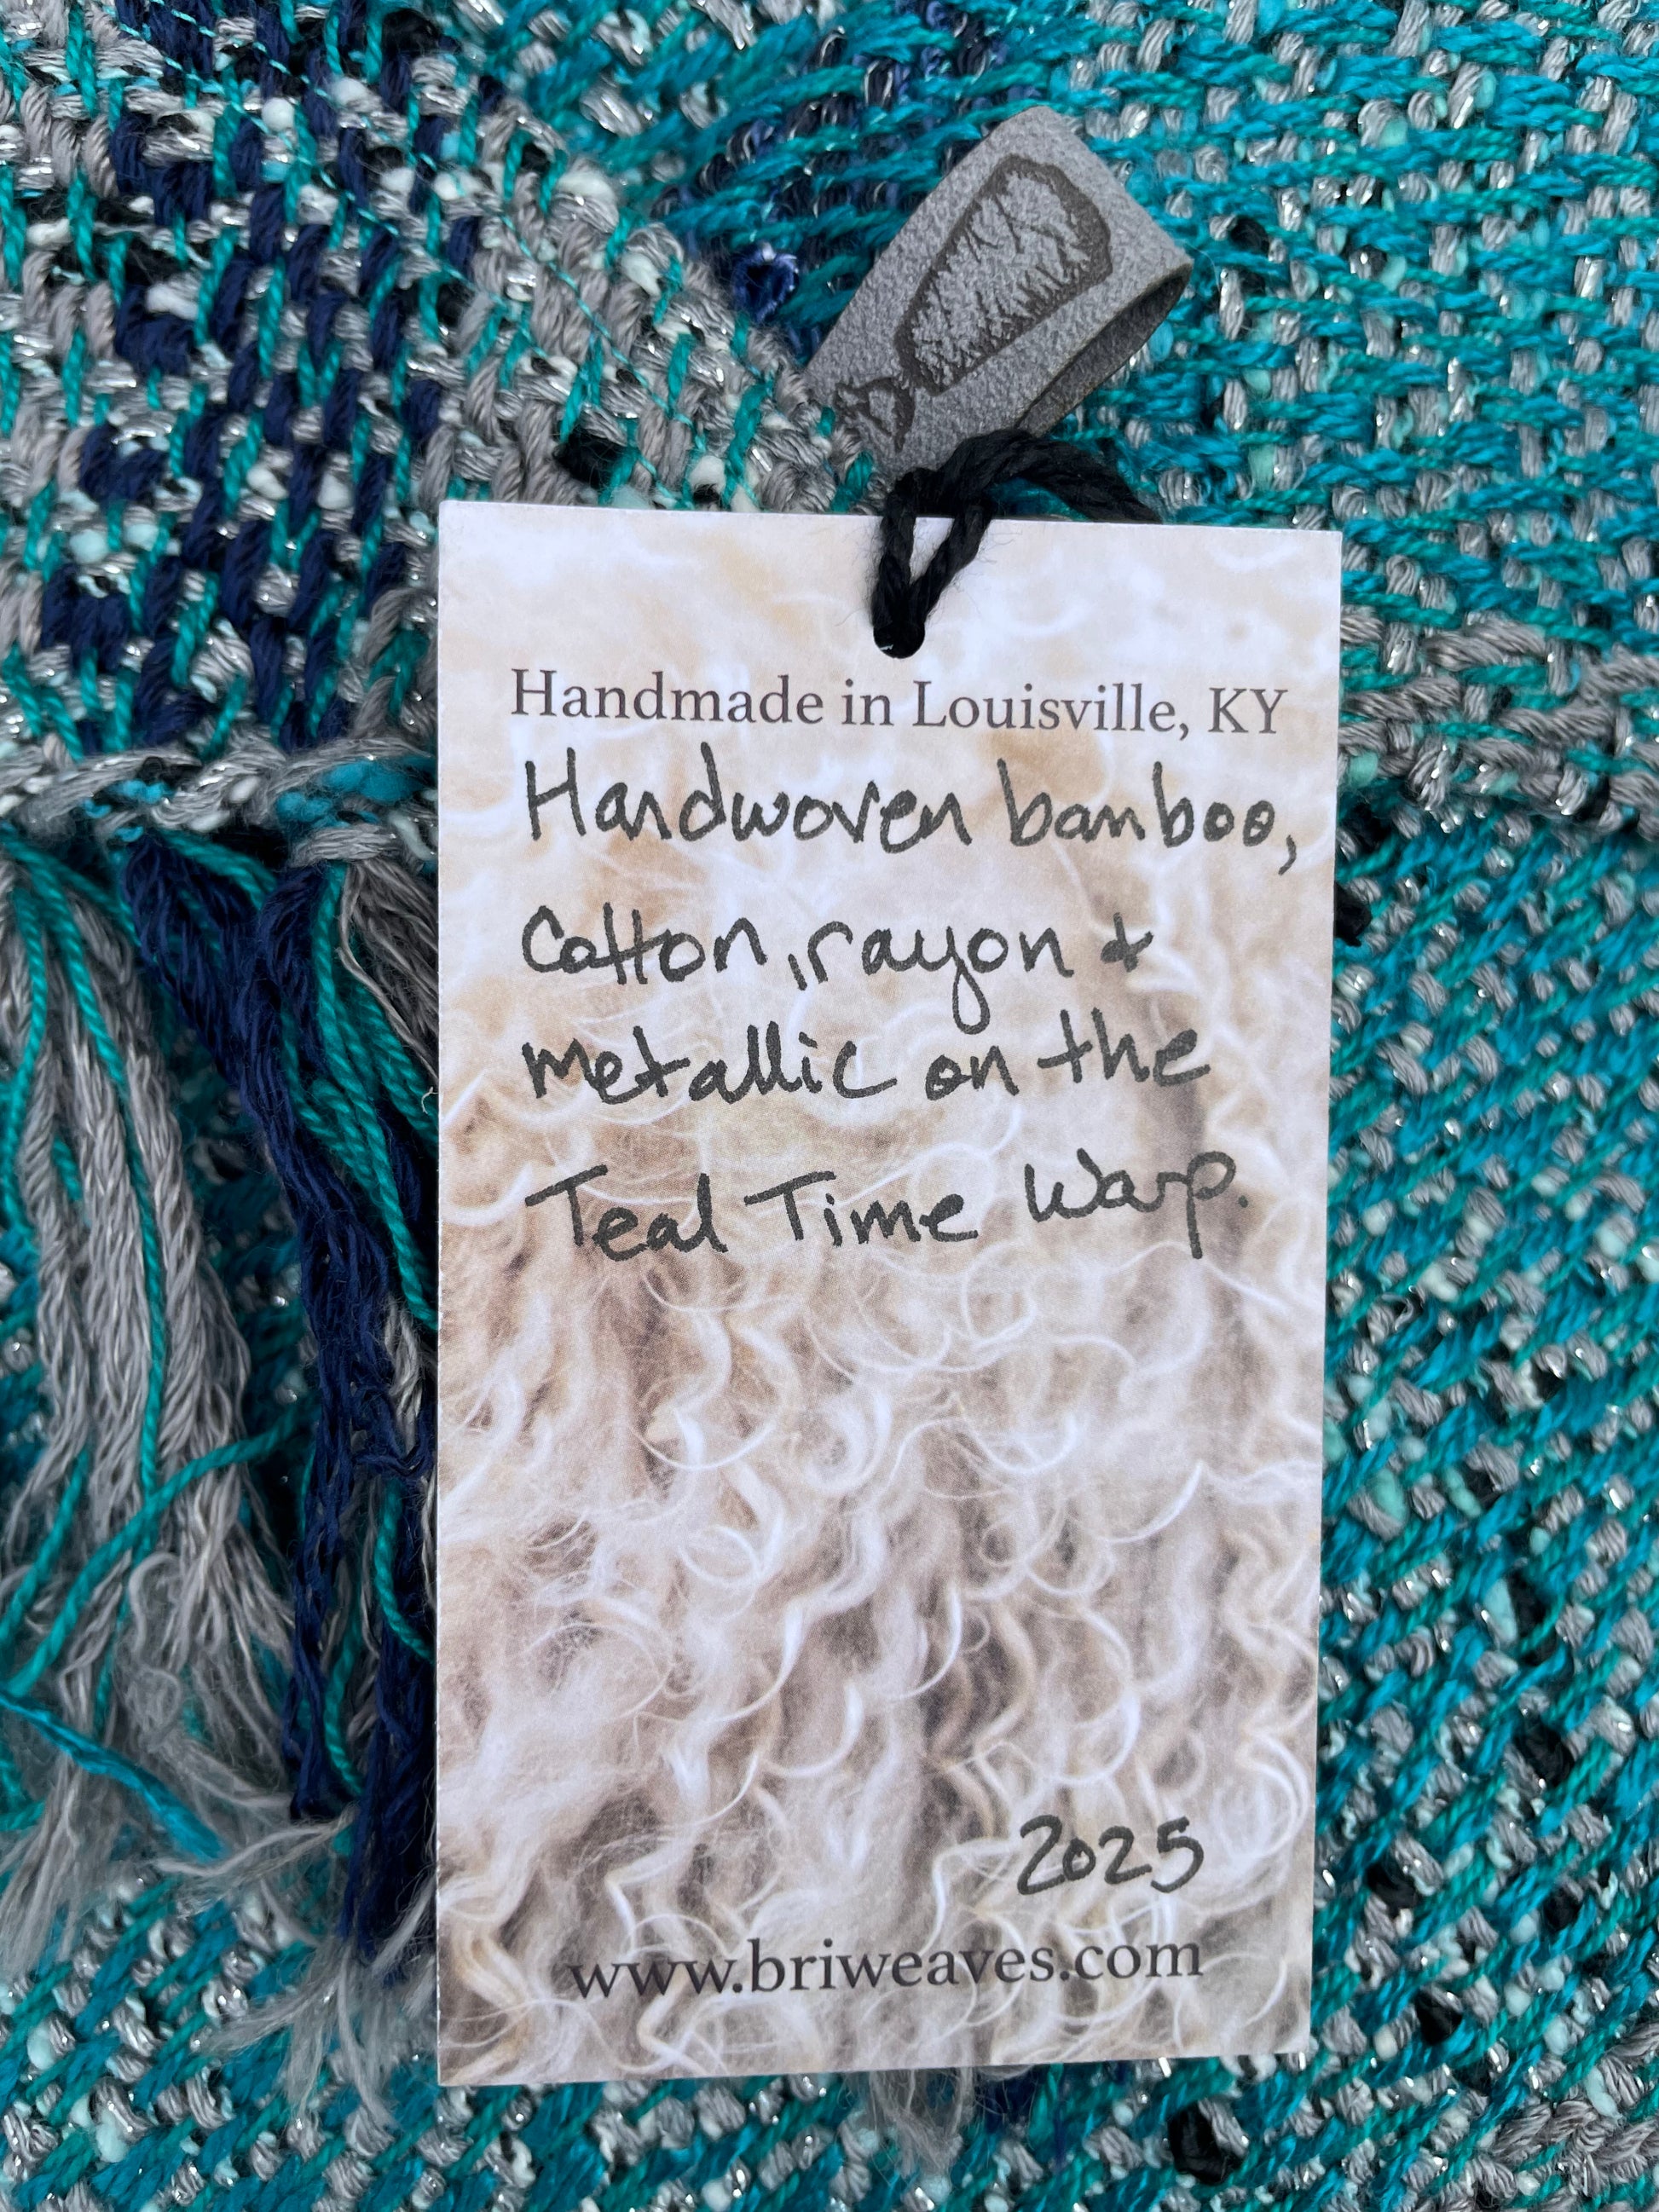 Handmade in Louisville, KY
Handwoven bamboo,
Cotton, rayon &
metallic on the
Teal Time Warp.
2025
www.briweaves.com